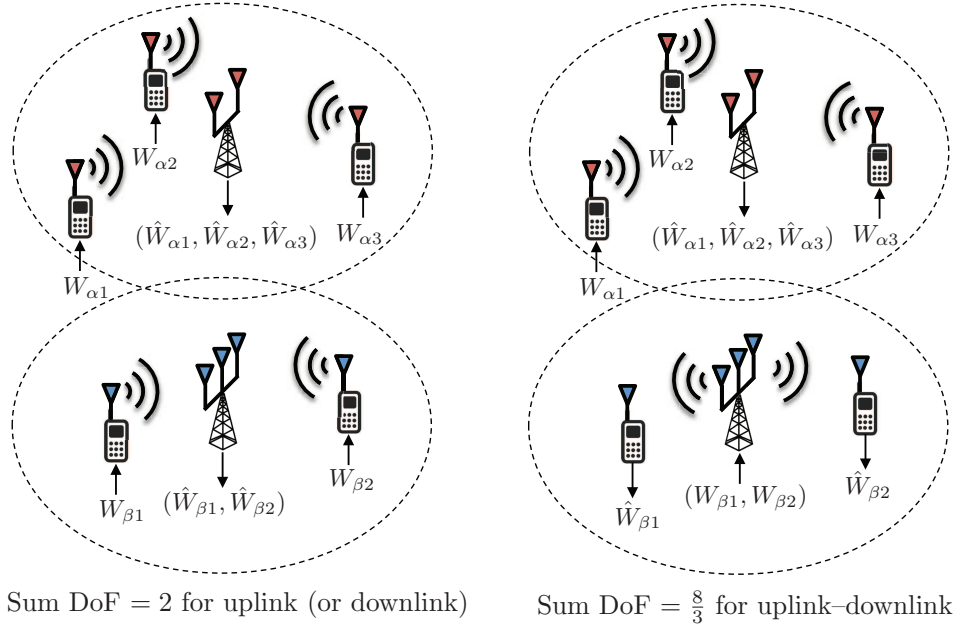 W_{α2}
(Ŵ_{α1}, Ŵ_{α2}, Ŵ_{α3})
W_{α3}
W_{α1}
W_{β1}
(Ŵ_{β1}, Ŵ_{β2})
W_{β2}
Sum DoF = 2 for uplink (or downlink)
W_{α2}
(Ŵ_{α1}, Ŵ_{α2}, Ŵ_{α3})
W_{α3}
W_{α1}
Ŵ_{β1}
(W_{β1}, W_{β2})
Ŵ_{β2}
Sum DoF = 8/3 for uplink–downlink